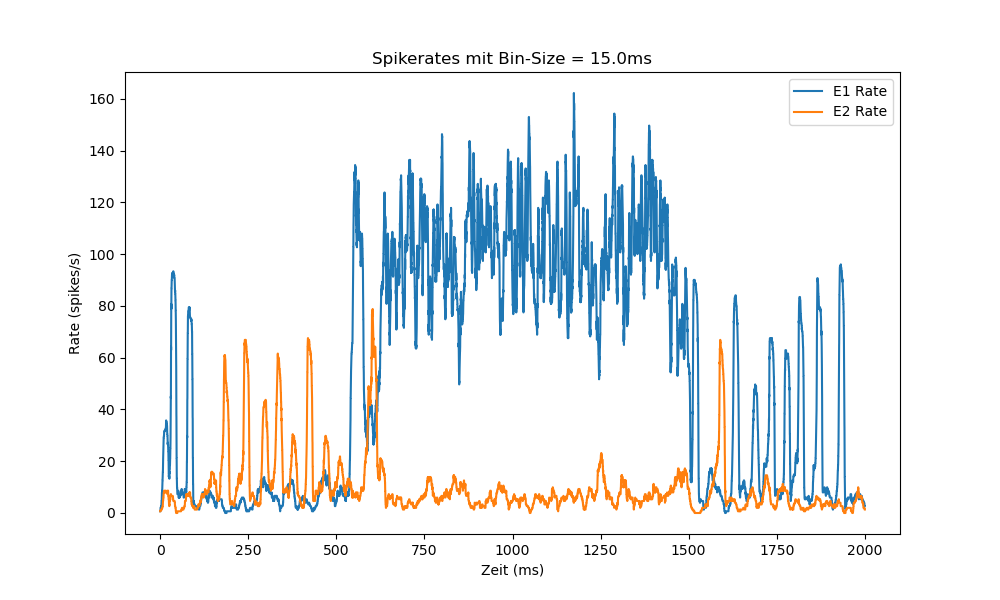 Spikerates mit Bin-Size = 15.0ms
E1 Rate
E2 Rate
Rate (spikes/s)
160
140
120
100
80
60
40
20
0
0 250 500 750 1000 1250 1500 1750 2000
Zeit (ms)